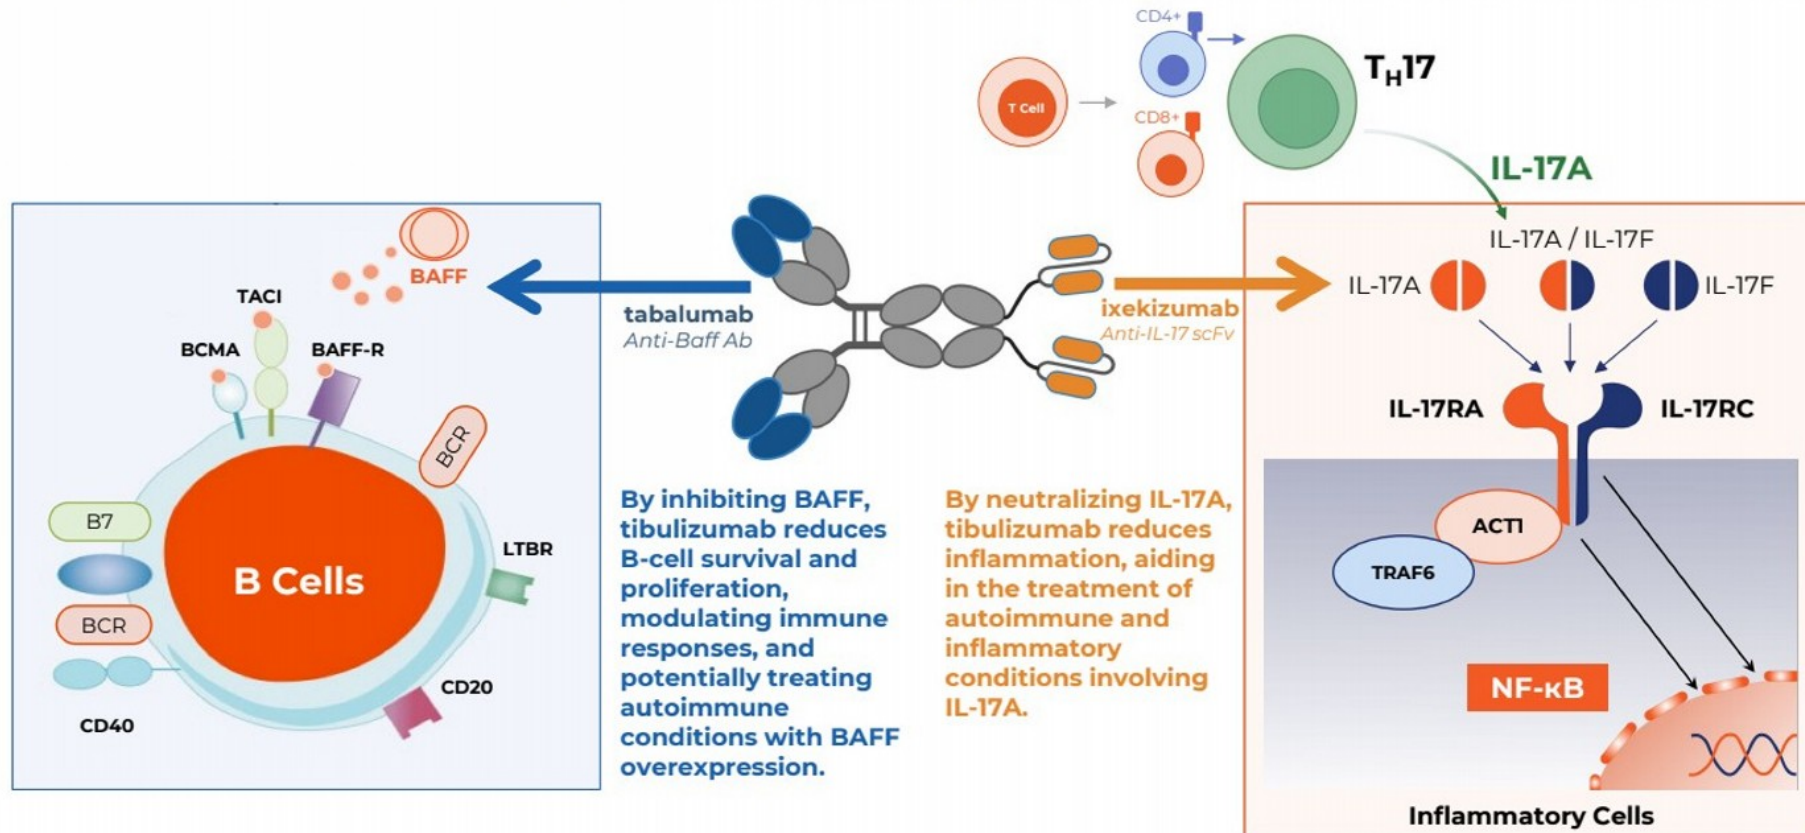 CD4+
T Cell
CD8+
TH17
IL-17A
BAFF
TACI
BCMA
BAFF-R
BCR
B7
BCR
CD40
B Cells
LTBR
CD20
tabalumab
Anti-Baff Ab
ixekizumab
Anti-IL-17 scFv
By inhibiting BAFF,
tibulizumab reduces
B-cell survival and
proliferation,
modulating immune
responses, and
potentially treating
autoimmune
conditions with BAFF
overexpression.
By neutralizing IL-17A,
tibulizumab reduces
inflammation, aiding
in the treatment of
autoimmune and
inflammatory
conditions involving
IL-17A.
IL-17A / IL-17F
IL-17A
IL-17F
IL-17RA
IL-17RC
ACT1
TRAF6
NF-κB
Inflammatory Cells